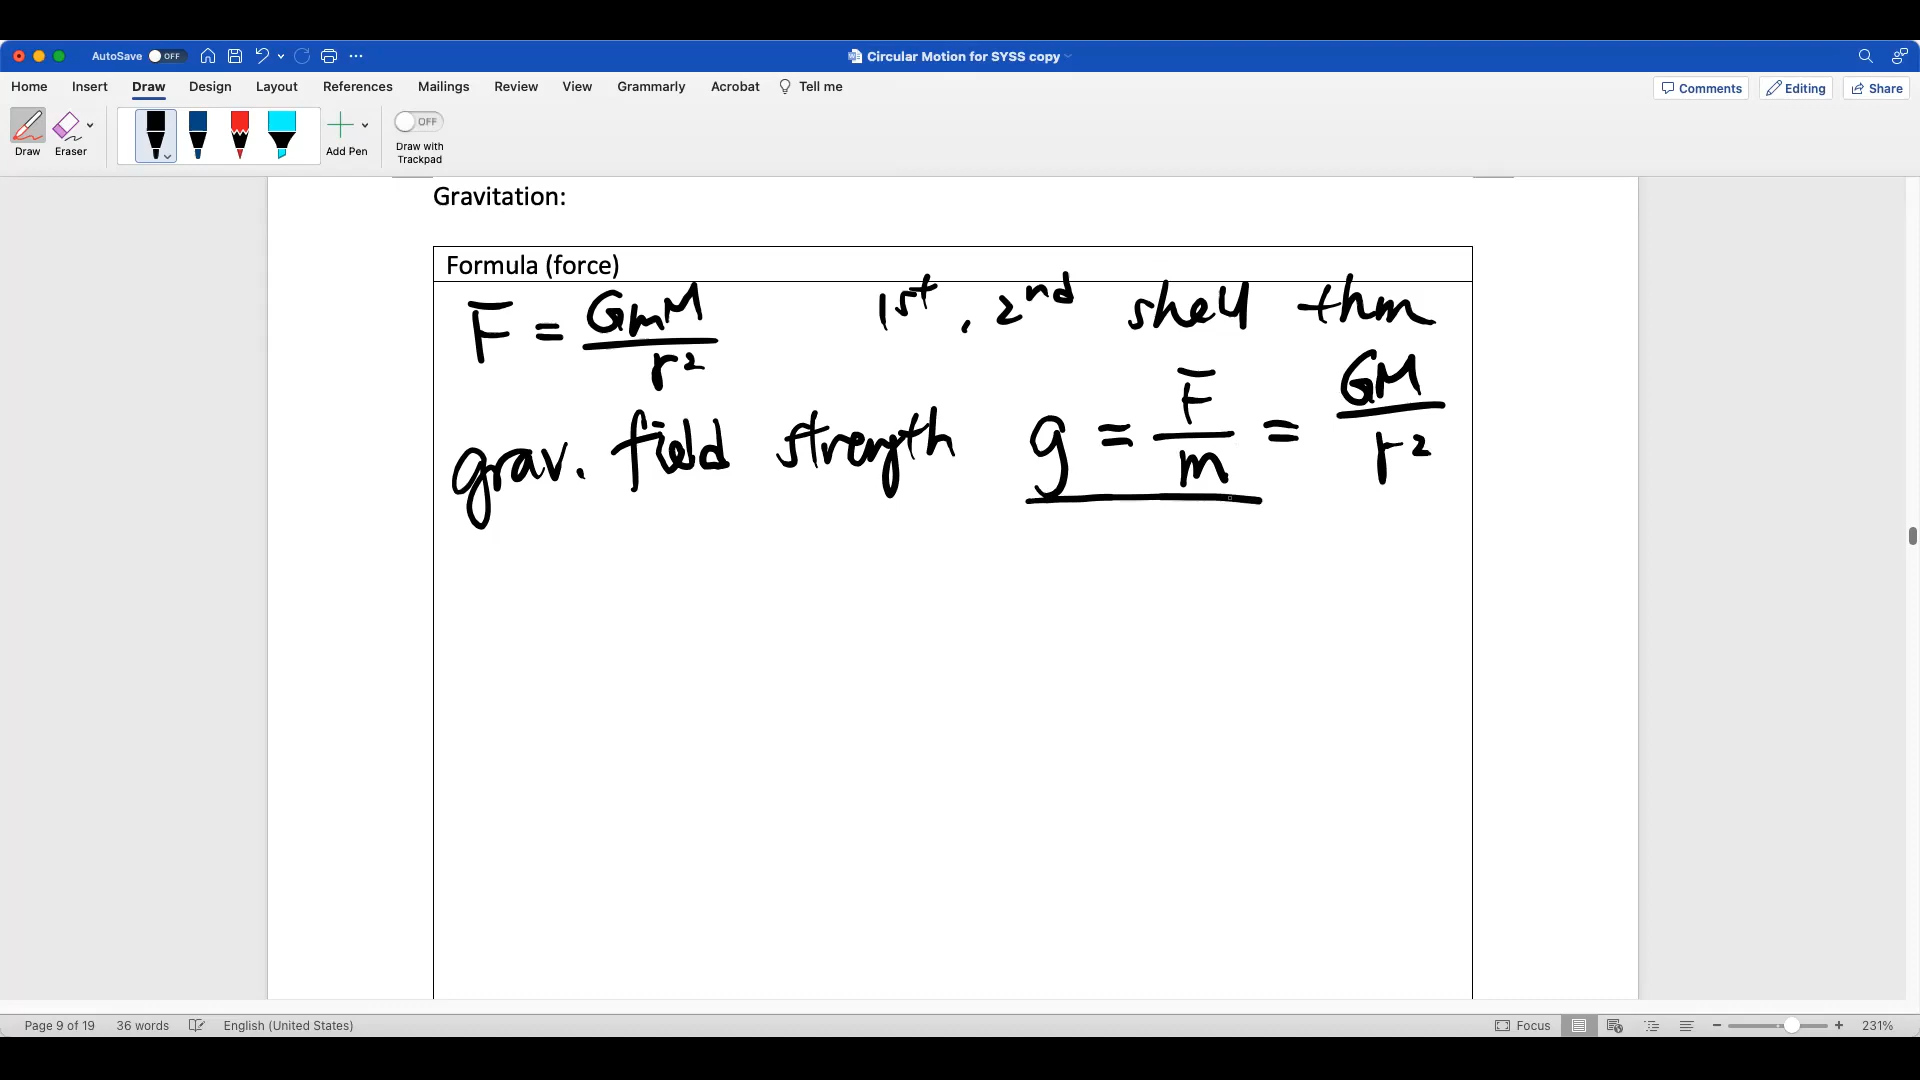 AutoSave OFF
Circular Motion for SYSS copy
Home Insert Draw Design Layout References Mailings Review View Grammarly Acrobat Tell me
Comments Editing Share
OFF
Draw Eraser Add Pen Draw with Trackpad
Gravitation:
Formula (force)
F = GmM/r² 1st, 2nd shell thm
grav. field strength g = F/m = GM/r²
Page 9 of 19 36 words English (United States) Focus 231%